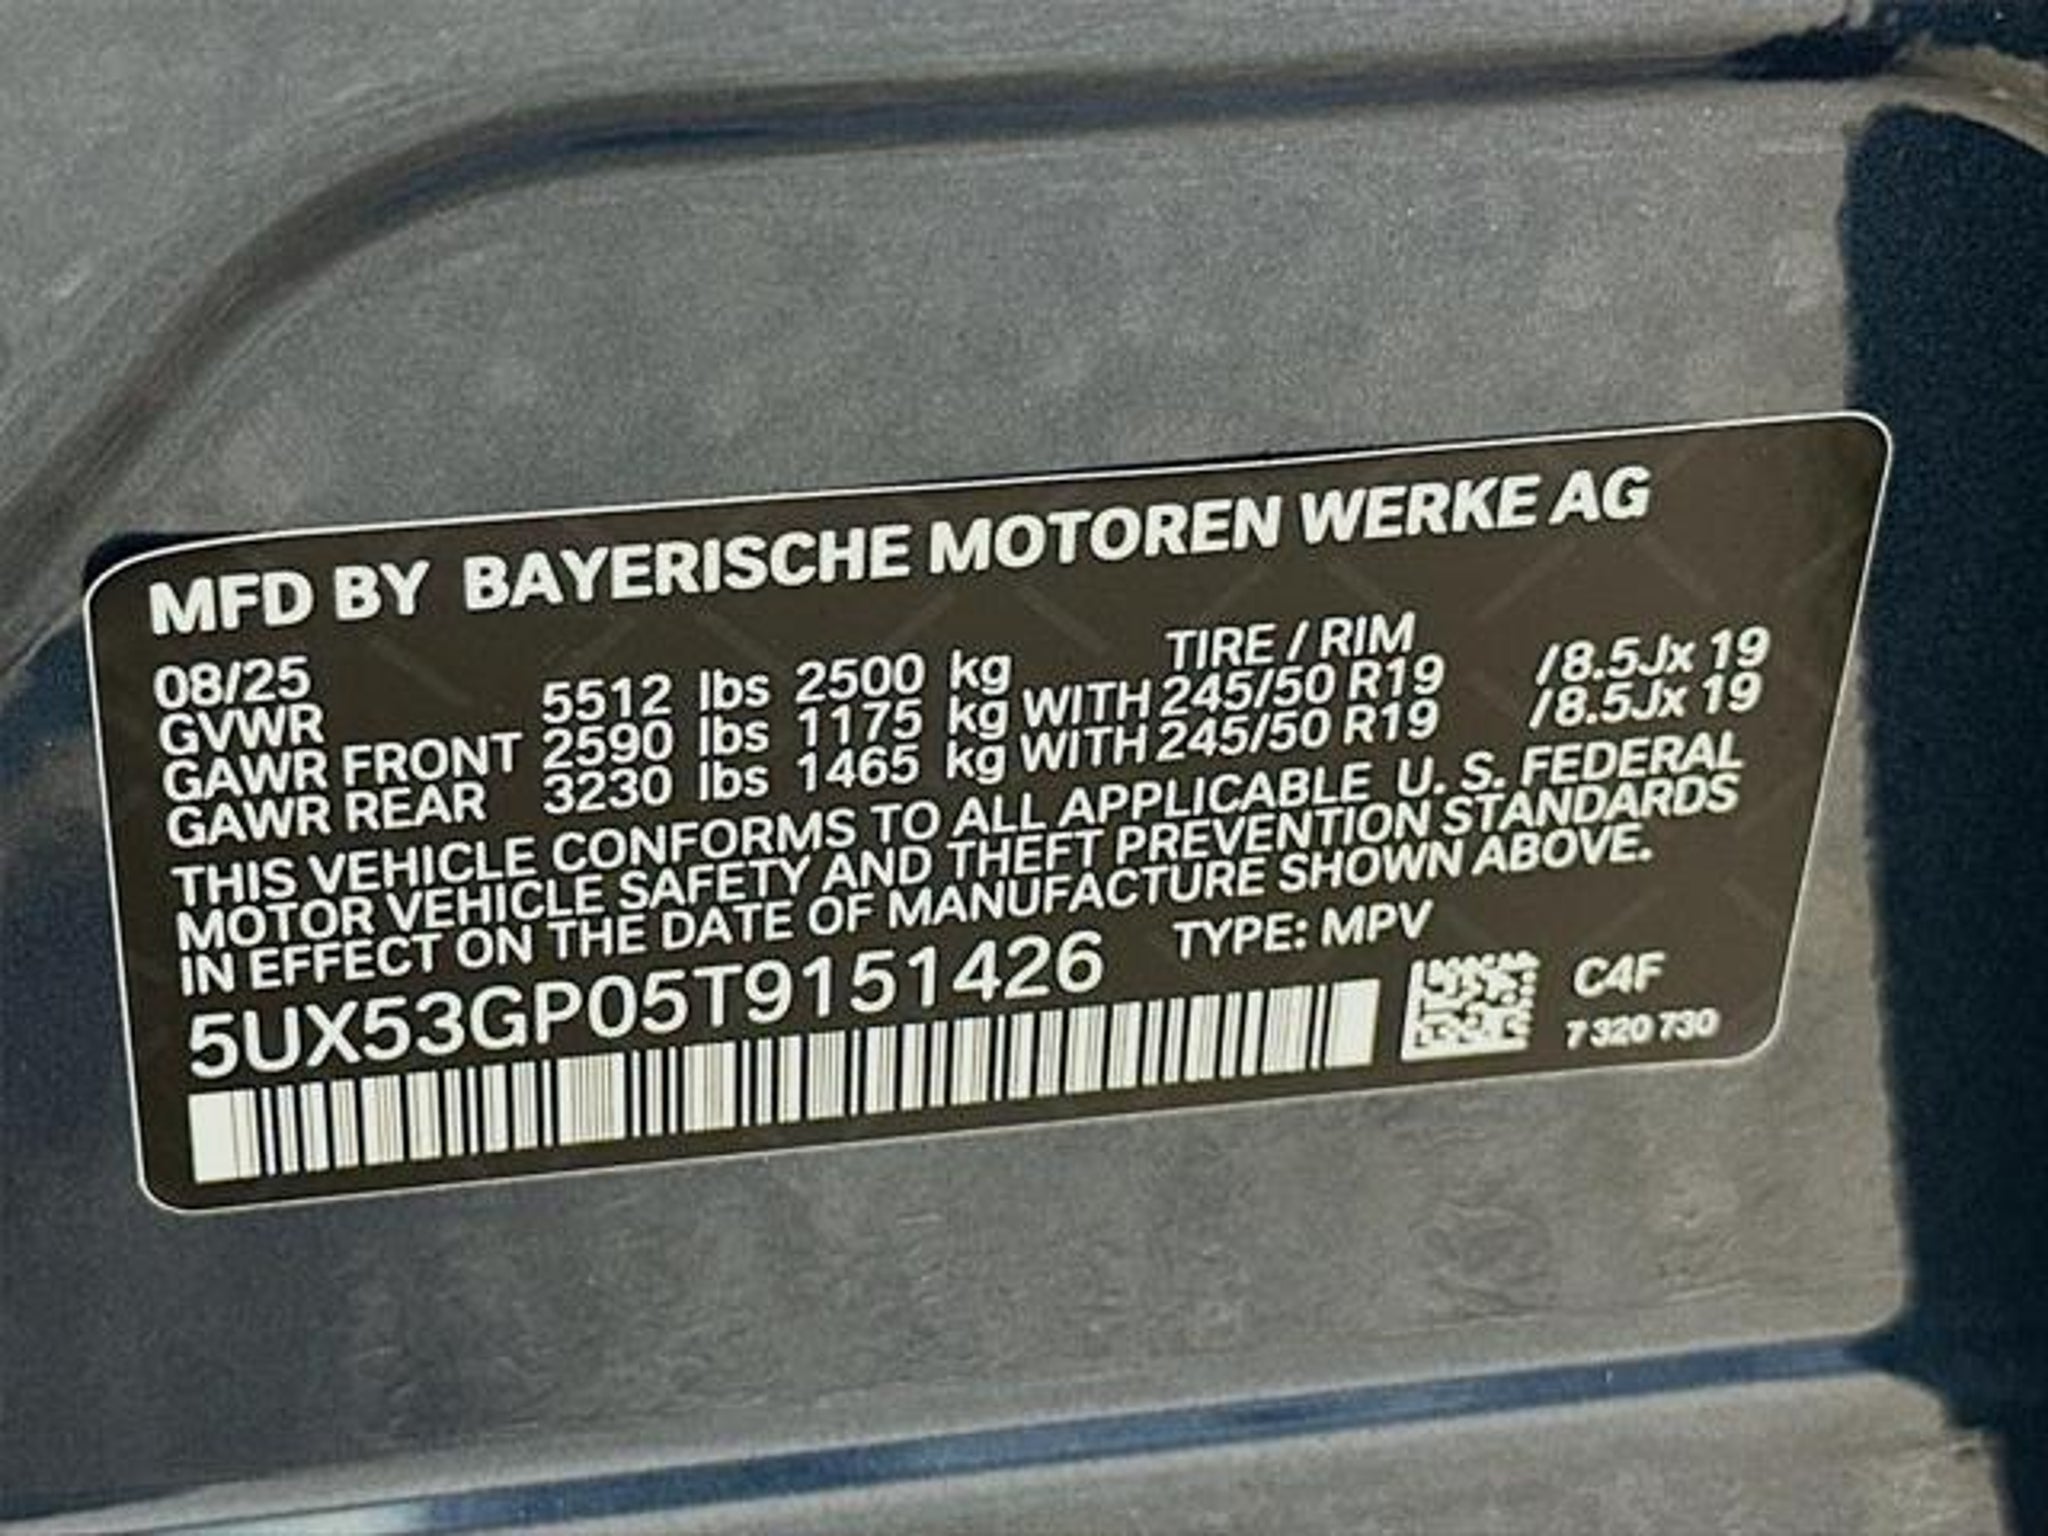 MFD BY BAYERISCHE MOTOREN WERKE AG
08/25 TIRE / RIM
GVWR 5512 lbs 2500 kg
GAWR FRONT 2590 lbs 1175 kg WITH 245/50 R19 /8.5Jx 19
GAWR REAR 3230 lbs 1465 kg WITH 245/50 R19 /8.5Jx 19
THIS VEHICLE CONFORMS TO ALL APPLICABLE U. S. FEDERAL
MOTOR VEHICLE SAFETY AND THEFT PREVENTION STANDARDS
IN EFFECT ON THE DATE OF MANUFACTURE SHOWN ABOVE.
5UX53GP05T9151426 TYPE: MPV
C4F
7 320 730